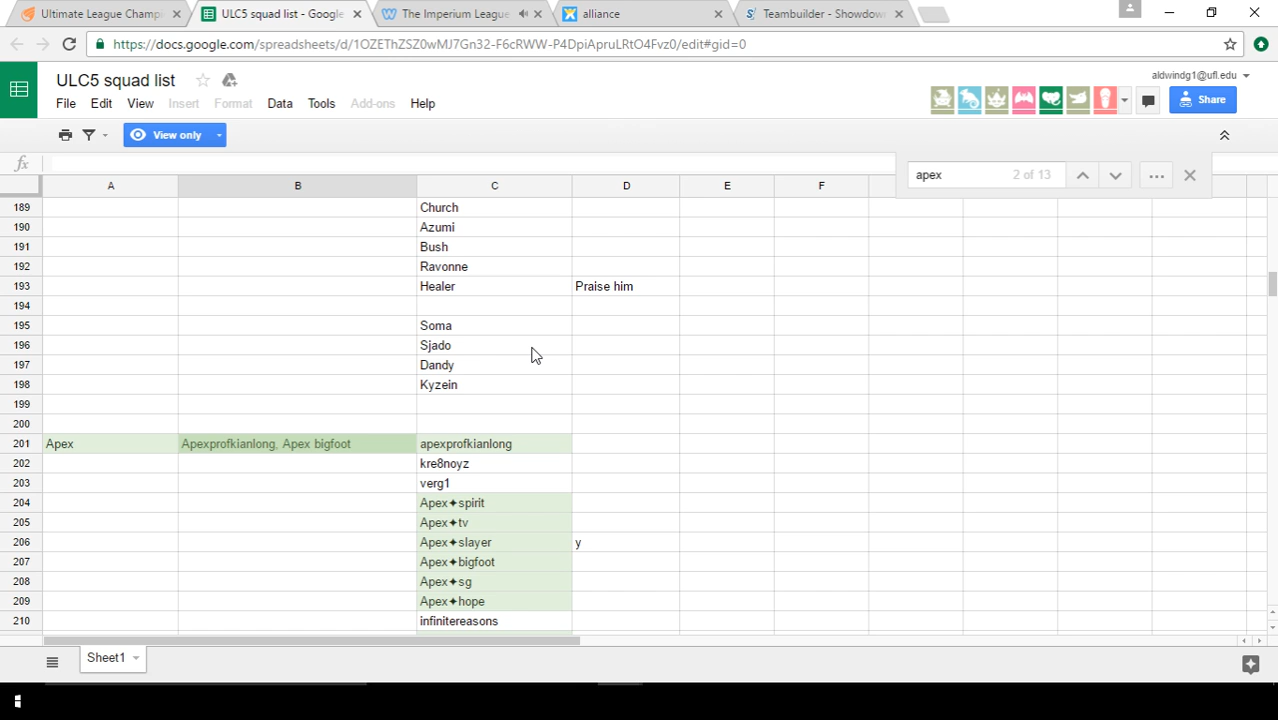 Ultimate League Champ
ULC5 squad list - Google
The Imperium League
alliance
Teambuilder - Showdow
https://docs.google.com/spreadsheets/d/1OZEThZSZ0wMJ7Gn32-F6cRWW-P4DpiApruLRtO4Fvz0/edit#gid=0
ULC5 squad list
aldwindg1@ufl.edu
File Edit View Insert Format Data Tools Add-ons Help
Share
View only
fx
apex 2 of 13
A B C D E F
189 Church
190 Azumi
191 Bush
192 Ravonne
193 Healer Praise him
194
195 Soma
196 Sjado
197 Dandy
198 Kyzein
199
200
201 Apex Apexprofkianlong, Apex bigfoot apexprofkianlong
202 kre8noyz
203 verg1
204 Apex✦spirit
205 Apex✦tv
206 Apex✦slayer y
207 Apex✦bigfoot
208 Apex✦sg
209 Apex✦hope
210 infinitereasons
Sheet1